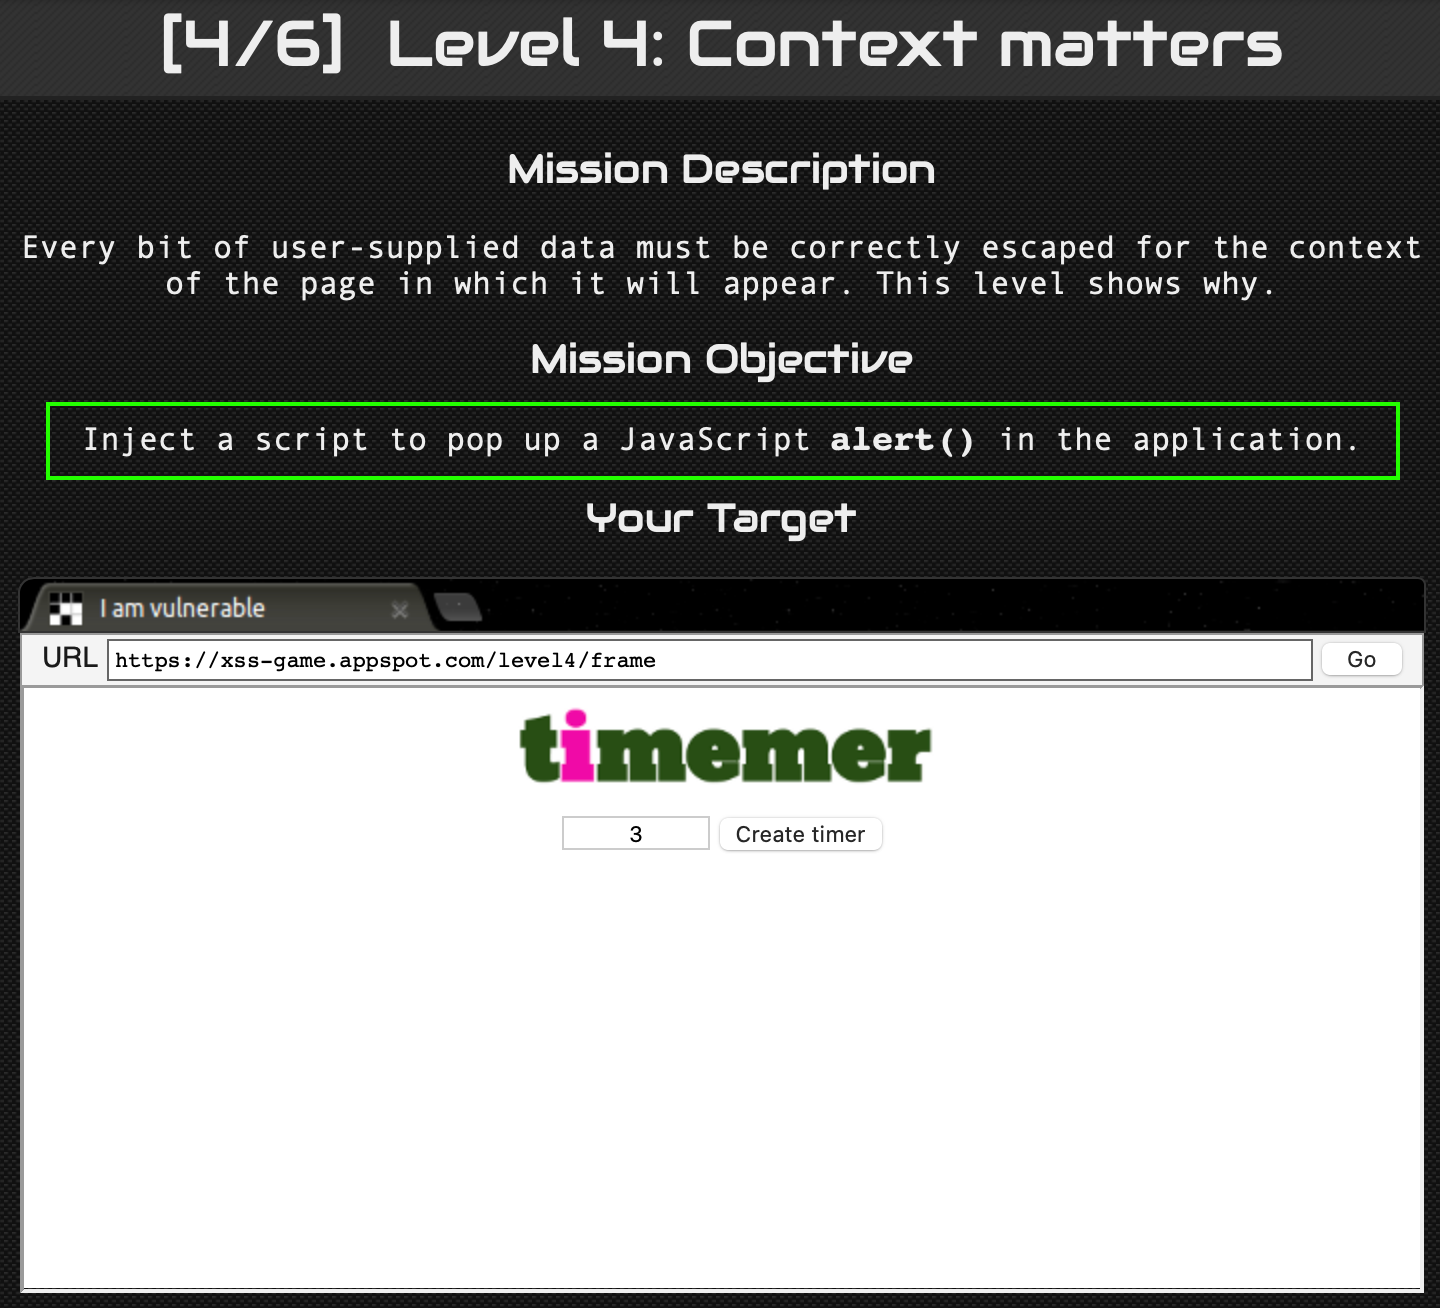 [4/6] Level 4: Context matters
Mission Description
Every bit of user-supplied data must be correctly escaped for the context
of the page in which it will appear. This level shows why.
Mission Objective
Inject a script to pop up a JavaScript alert() in the application.
Your Target
I am vulnerable
URL https://xss-game.appspot.com/level4/frame Go
timemer
3 Create timer